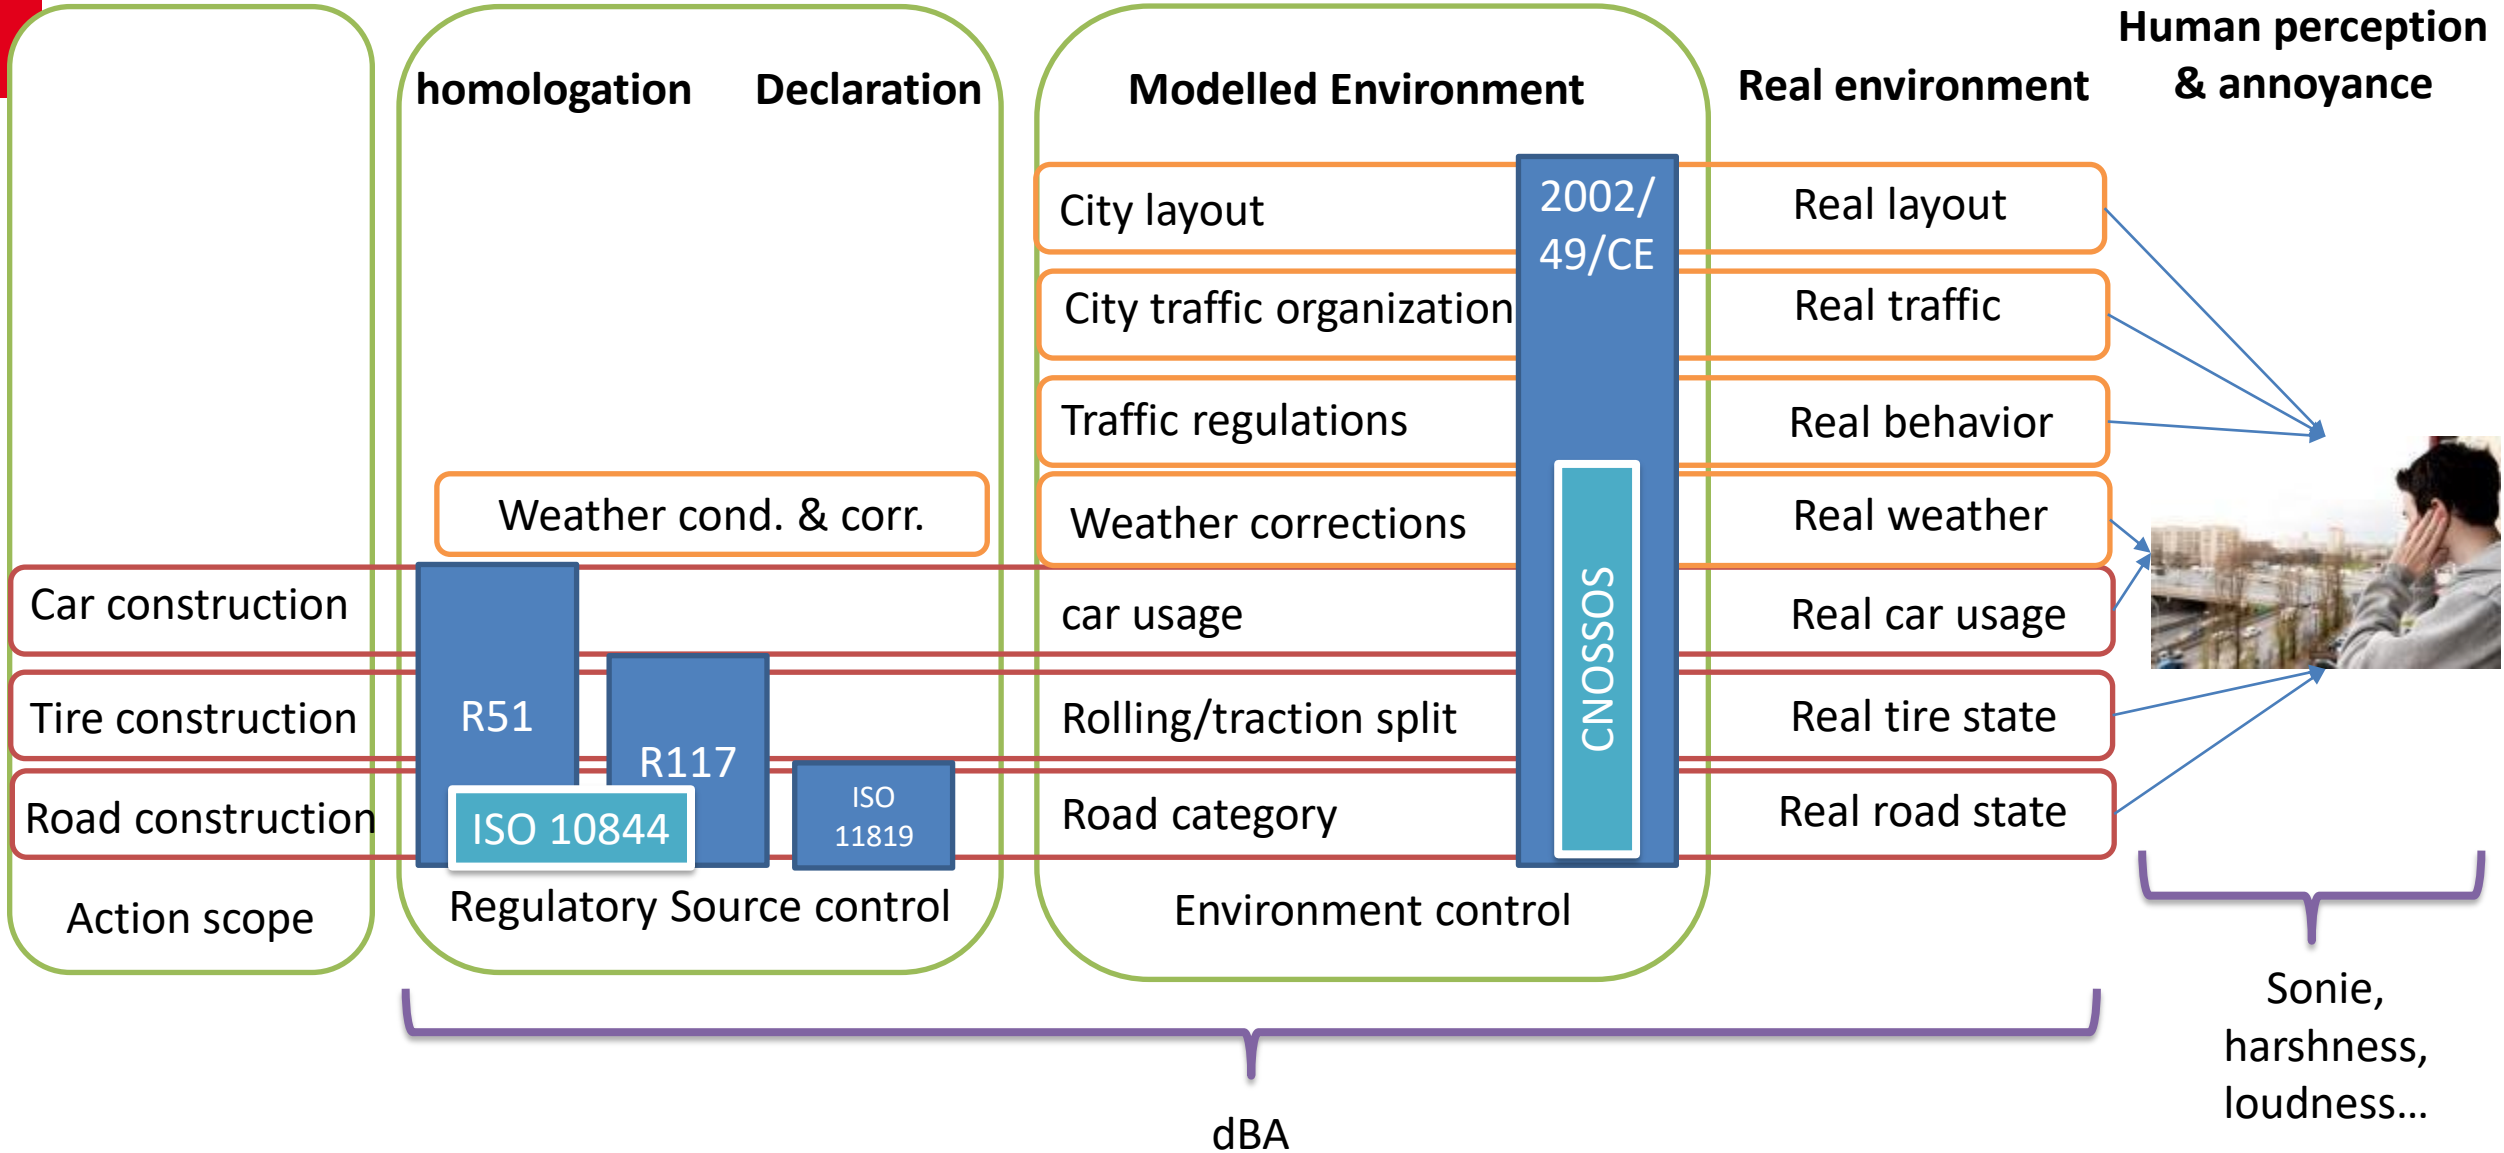 Human perception
& annoyance
homologation
Declaration
Modelled Environment
Real environment
City layout
2002/
49/CE
Real layout
City traffic organization
Real traffic
Traffic regulations
Real behavior
Weather cond. & corr.
Weather corrections
Real weather
Car construction
car usage
CNOSSOS
Real car usage
Tire construction
R51
R117
Rolling/traction split
Real tire state
Road construction
ISO 10844
ISO
11819
Road category
Real road state
Action scope
Regulatory Source control
Environment control
Sonie,
harshness,
loudness...
dBA